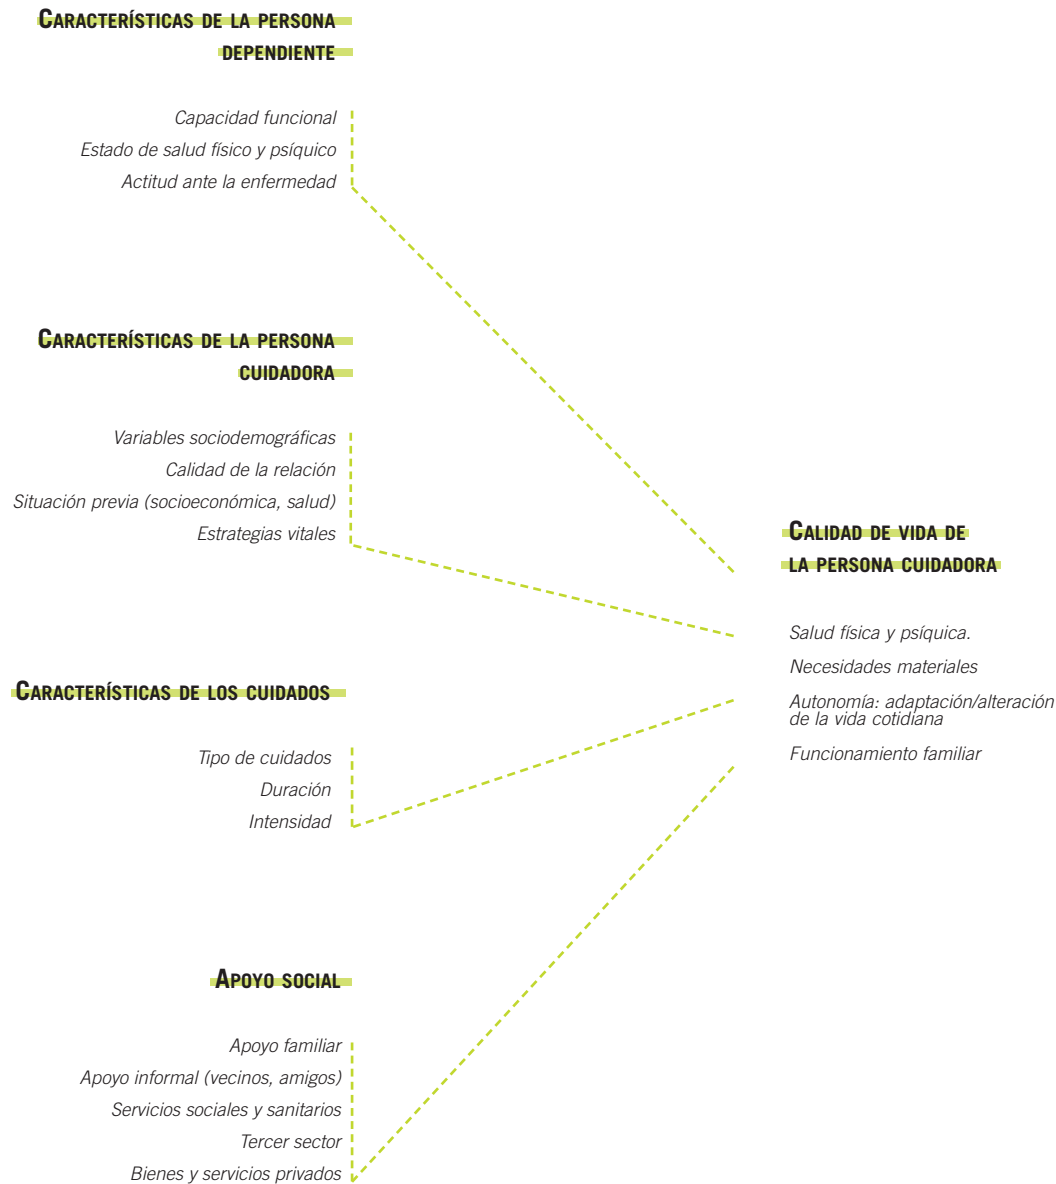 CARACTERÍSTICAS DE LA PERSONA
DEPENDIENTE
Capacidad funcional
Estado de salud físico y psíquico
Actitud ante la enfermedad
CARACTERÍSTICAS DE LA PERSONA
CUIDADORA
Variables sociodemográficas
Calidad de la relación
Situación previa (socioeconómica, salud)
Estrategias vitales
CARACTERÍSTICAS DE LOS CUIDADOS
Tipo de cuidados
Duración
Intensidad
APOYO SOCIAL
Apoyo familiar
Apoyo informal (vecinos, amigos)
Servicios sociales y sanitarios
Tercer sector
Bienes y servicios privados
CALIDAD DE VIDA DE
LA PERSONA CUIDADORA
Salud física y psíquica.
Necesidades materiales
Autonomía: adaptación/alteración
de la vida cotidiana
Funcionamiento familiar